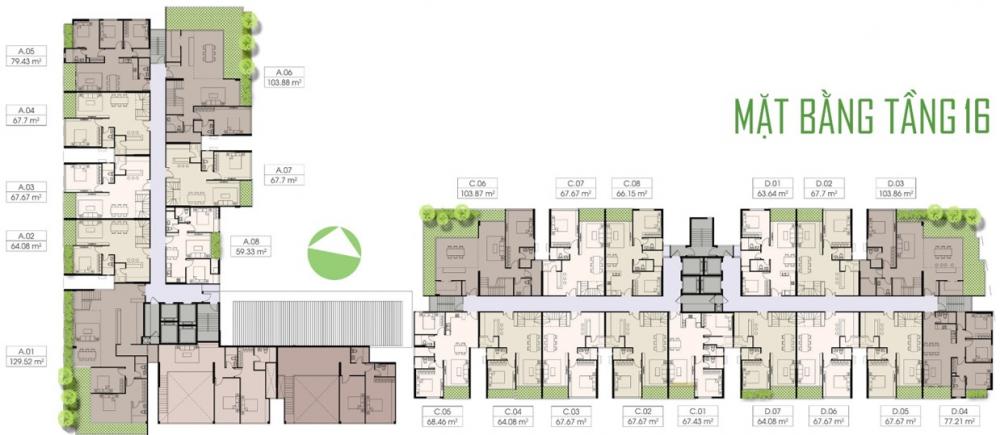 MẶT BẰNG TẦNG 16
A.05
79.43 m²
A.06
103.88 m²
A.04
67.7 m²
A.07
67.7 m²
A.03
67.67 m²
A.02
64.08 m²
A.08
59.33 m²
A.01
129.52 m²
C.06
103.87 m²
C.07
67.67 m²
C.08
66.15 m²
D.01
63.64 m²
D.02
67.7 m²
D.03
103.86 m²
C.05
68.46 m²
C.04
64.08 m²
C.03
67.67 m²
C.02
67.67 m²
C.01
67.43 m²
D.07
64.08 m²
D.06
67.67 m²
D.05
67.67 m²
D.04
77.21 m²